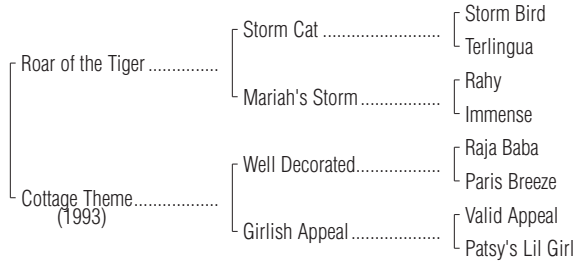 Storm Bird
Storm Cat ........................
Terlingua
Roar of the Tiger ..............
Rahy
Mariah's Storm ................
Immense
Raja Baba
Well Decorated .................
Paris Breeze
Cottage Theme .................
(1993)
Valid Appeal
Girlish Appeal ..................
Patsy's Lil Girl